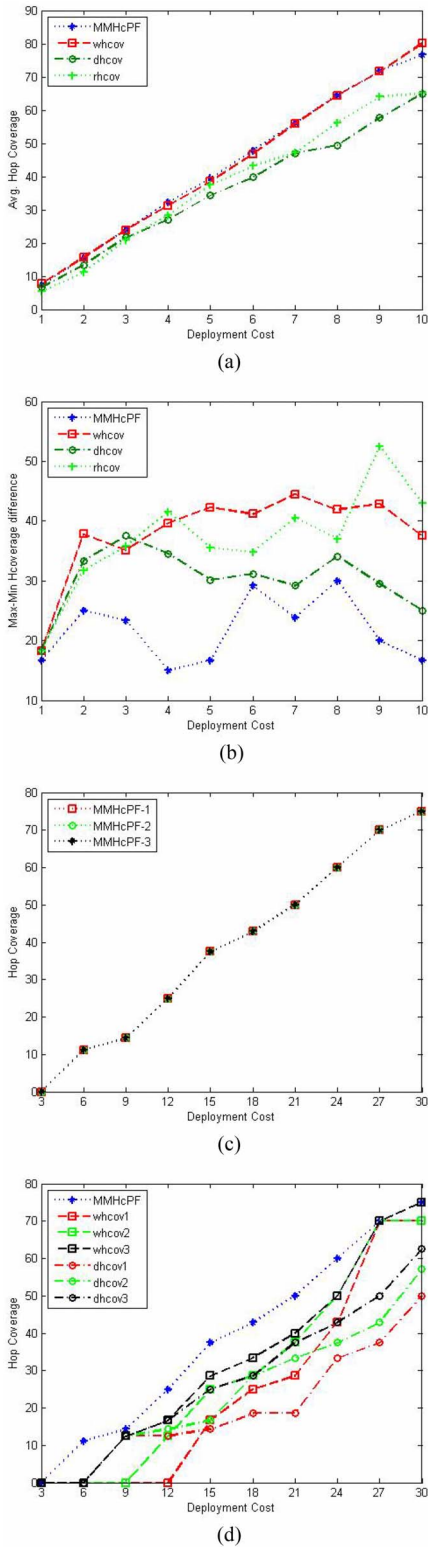 90
80
70
60
50
40
30
20
10
0
Avg. Hop Coverage
MMHcPF
whcov
dhcov
rhcov
1 2 3 4 5 6 7 8 9 10
Deployment Cost
(a)
60
50
40
30
20
10
Max-Min Hcoverage difference
MMHcPF
whcov
dhcov
rhcov
1 2 3 4 5 6 7 8 9 10
Deployment Cost
(b)
80
70
60
50
40
30
20
10
0
Hop Coverage
MMHcPF-1
MMHcPF-2
MMHcPF-3
3 6 9 12 15 18 21 24 27 30
Deployment Cost
(c)
80
70
60
50
40
30
20
10
0
Hop Coverage
MMHcPF
whcov1
whcov2
whcov3
dhcov1
dhcov2
dhcov3
3 6 9 12 15 18 21 24 27 30
Deployment Cost
(d)